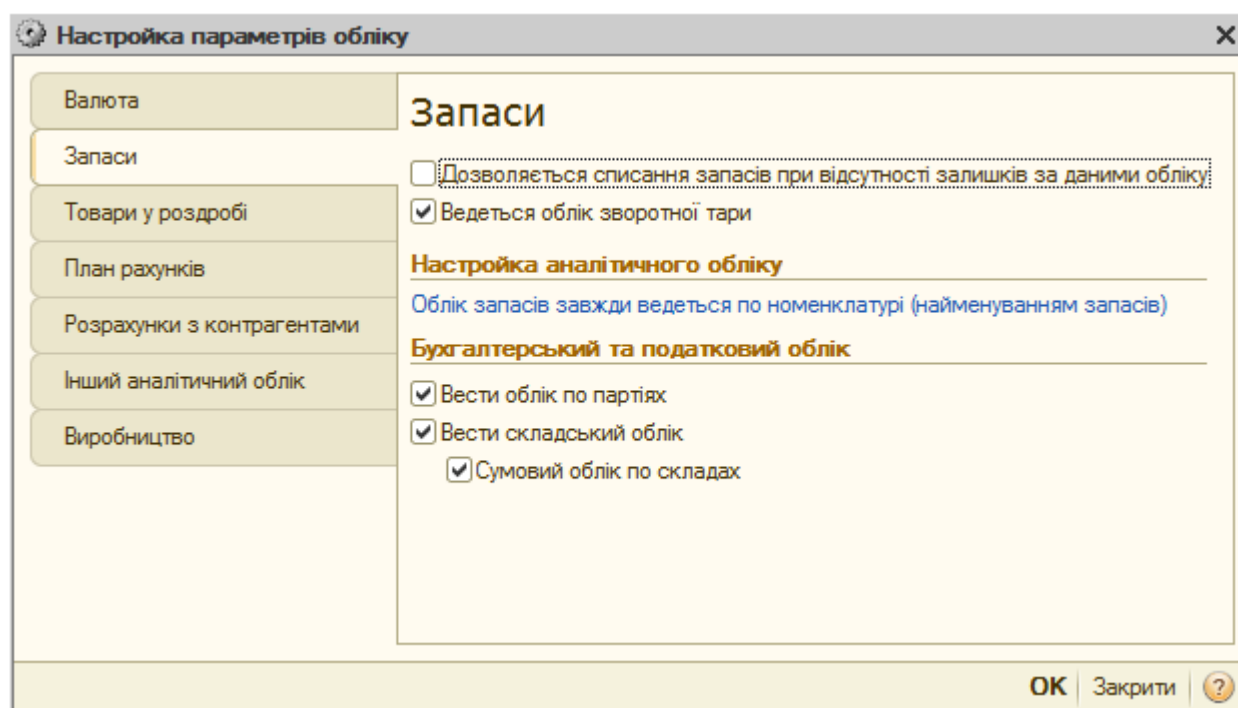 Настройка параметрів обліку
Валюта
Запаси
Товари у роздробі
План рахунків
Розрахунки з контрагентами
Інший аналітичний облік
Виробництво
Запаси
Дозволяється списання запасів при відсутності залишків за даними обліку
Ведеться облік зворотної тари
Настройка аналітичного обліку
Облік запасів завжди ведеться по номенклатурі (найменуванням запасів)
Бухгалтерський та податковий облік
Вести облік по партіях
Вести складський облік
Сумовий облік по складах
OK Закрити ?